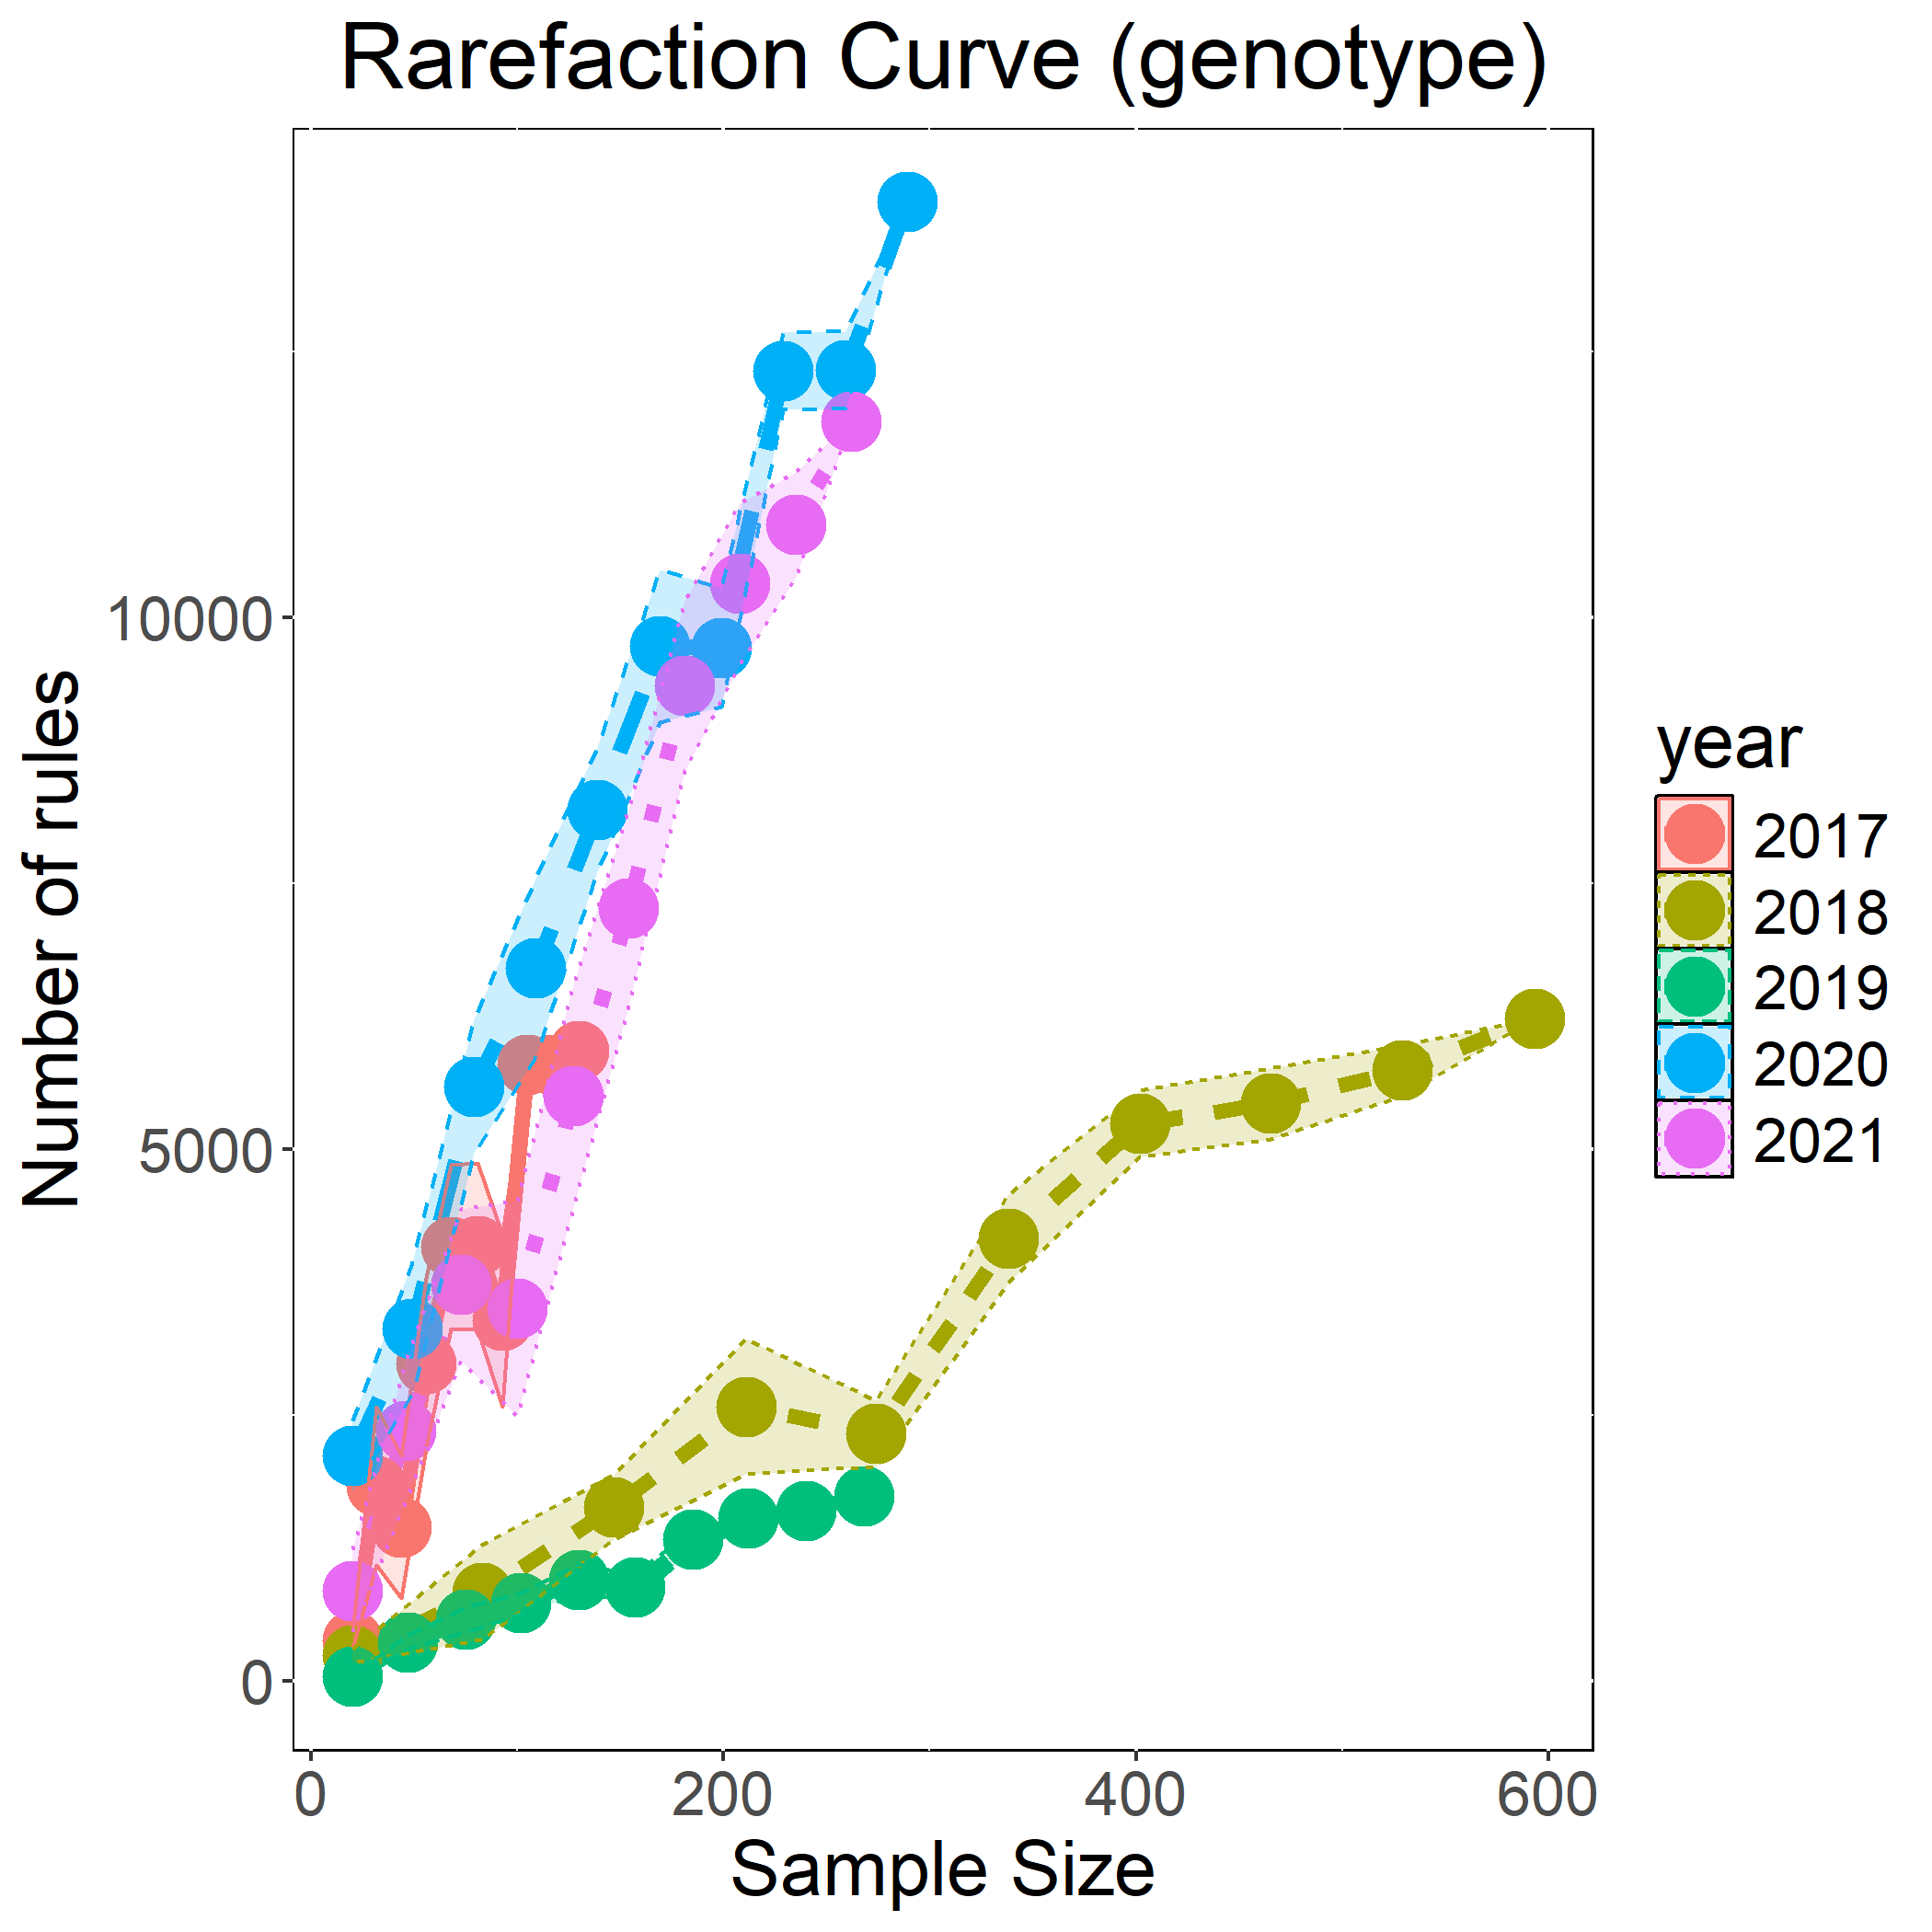 Rarefaction Curve (genotype)
Number of rules
10000
5000
0
0 200 400 600
Sample Size
year
2017
2018
2019
2020
2021